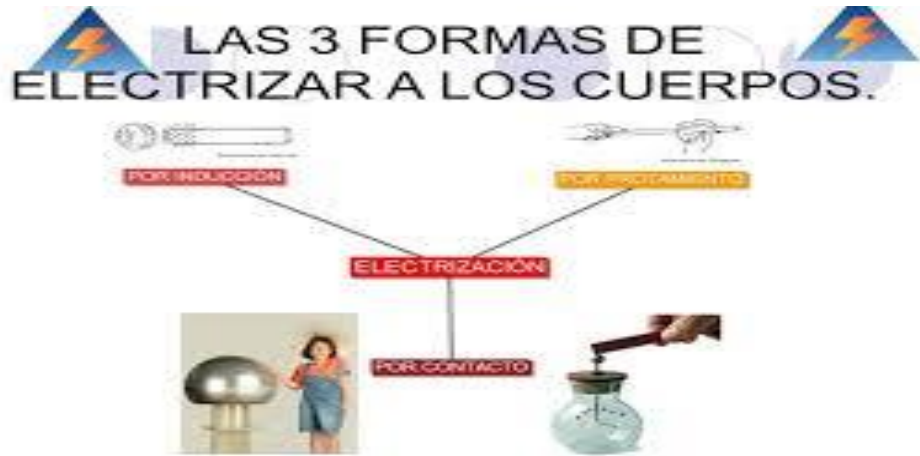 LAS 3 FORMAS DE
ELECTRIZAR A LOS CUERPOS.
POR INDUCCIÓN
POR FROTAMIENTO
ELECTRIZACIÓN
POR CONTACTO